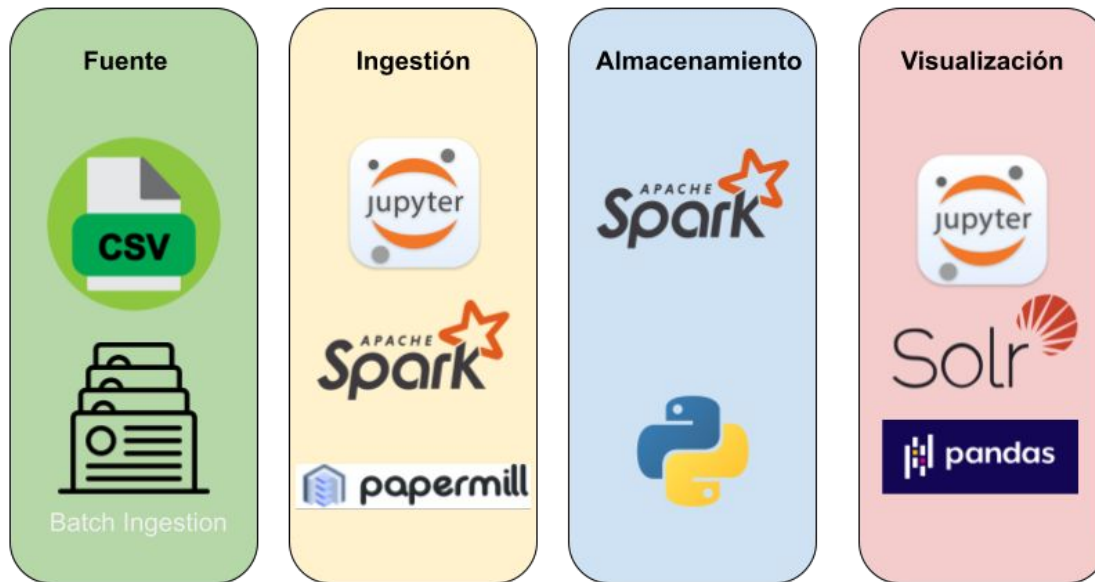 Fuente
CSV
Batch Ingestion
Ingestión
jupyter
APACHE
Spark
papermill
Almacenamiento
APACHE
Spark
Visualización
jupyter
Solr
pandas